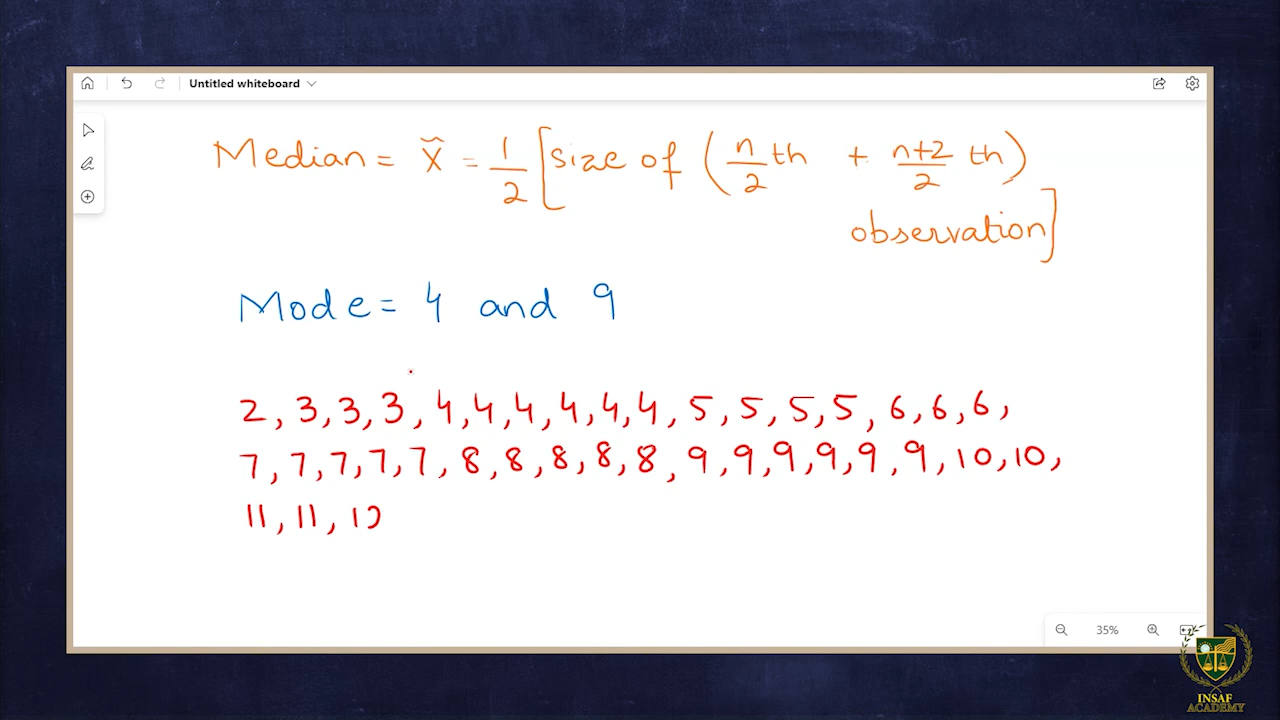 Untitled whiteboard
Median = x̃ = 1/2 [size of (n/2 th + n+2/2 th)
observation]
Mode = 4 and 9
2, 3, 3, 3, 4, 4, 4, 4, 4, 4, 5, 5, 5, 5, 6, 6, 6,
7, 7, 7, 7, 7, 8, 8, 8, 8, 8, 9, 9, 9, 9, 9, 9, 10, 10,
11, 11,
35%
INSAF
ACADEMY